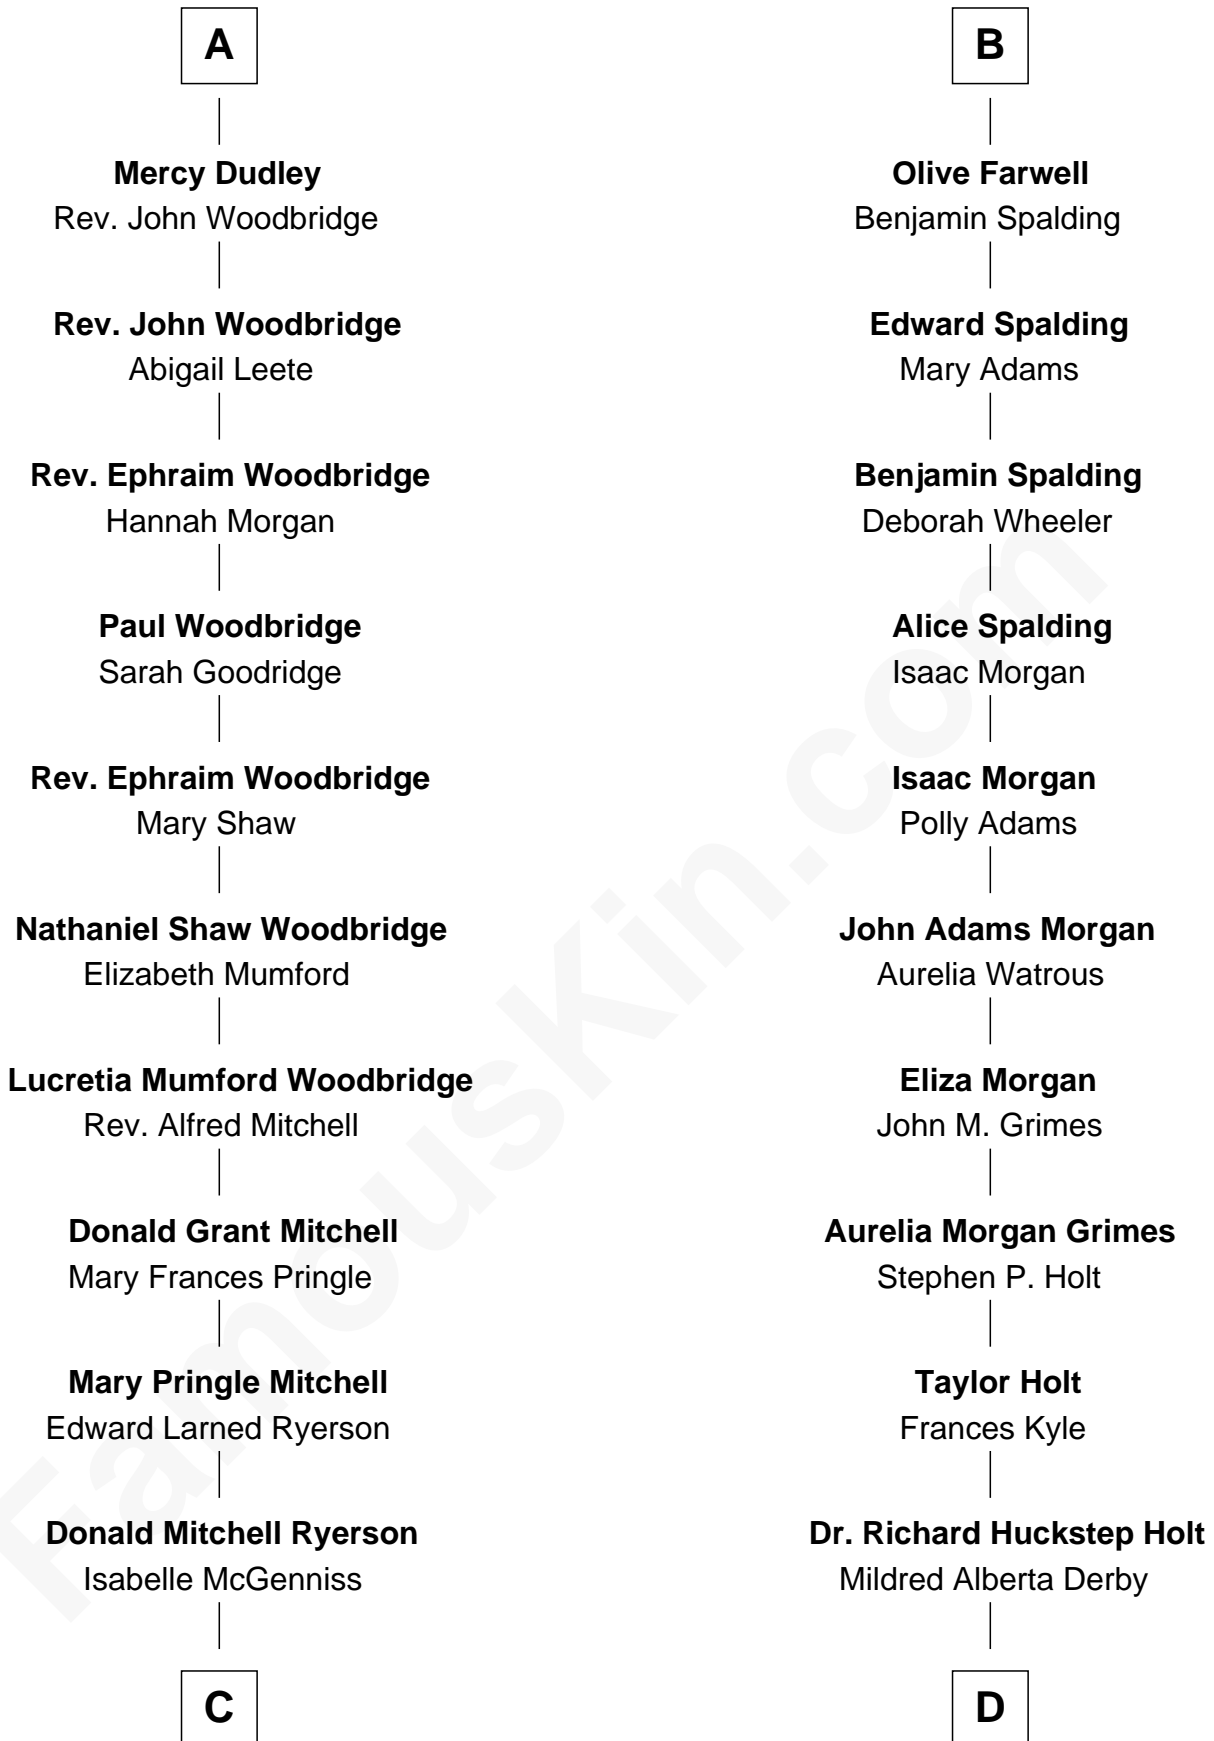 A
Mercy Dudley
Rev. John Woodbridge
Rev. John Woodbridge
Abigail Leete
Rev. Ephraim Woodbridge
Hannah Morgan
Paul Woodbridge
Sarah Goodridge
Rev. Ephraim Woodbridge
Mary Shaw
Nathaniel Shaw Woodbridge
Elizabeth Mumford
Lucretia Mumford Woodbridge
Rev. Alfred Mitchell
Donald Grant Mitchell
Mary Frances Pringle
Mary Pringle Mitchell
Edward Larned Ryerson
Donald Mitchell Ryerson
Isabelle McGenniss
C
B
Olive Farwell
Benjamin Spalding
Edward Spalding
Mary Adams
Benjamin Spalding
Deborah Wheeler
Alice Spalding
Isaac Morgan
Isaac Morgan
Polly Adams
John Adams Morgan
Aurelia Watrous
Eliza Morgan
John M. Grimes
Aurelia Morgan Grimes
Stephen P. Holt
Taylor Holt
Frances Kyle
Dr. Richard Huckstep Holt
Mildred Alberta Derby
D
FamousKin.com